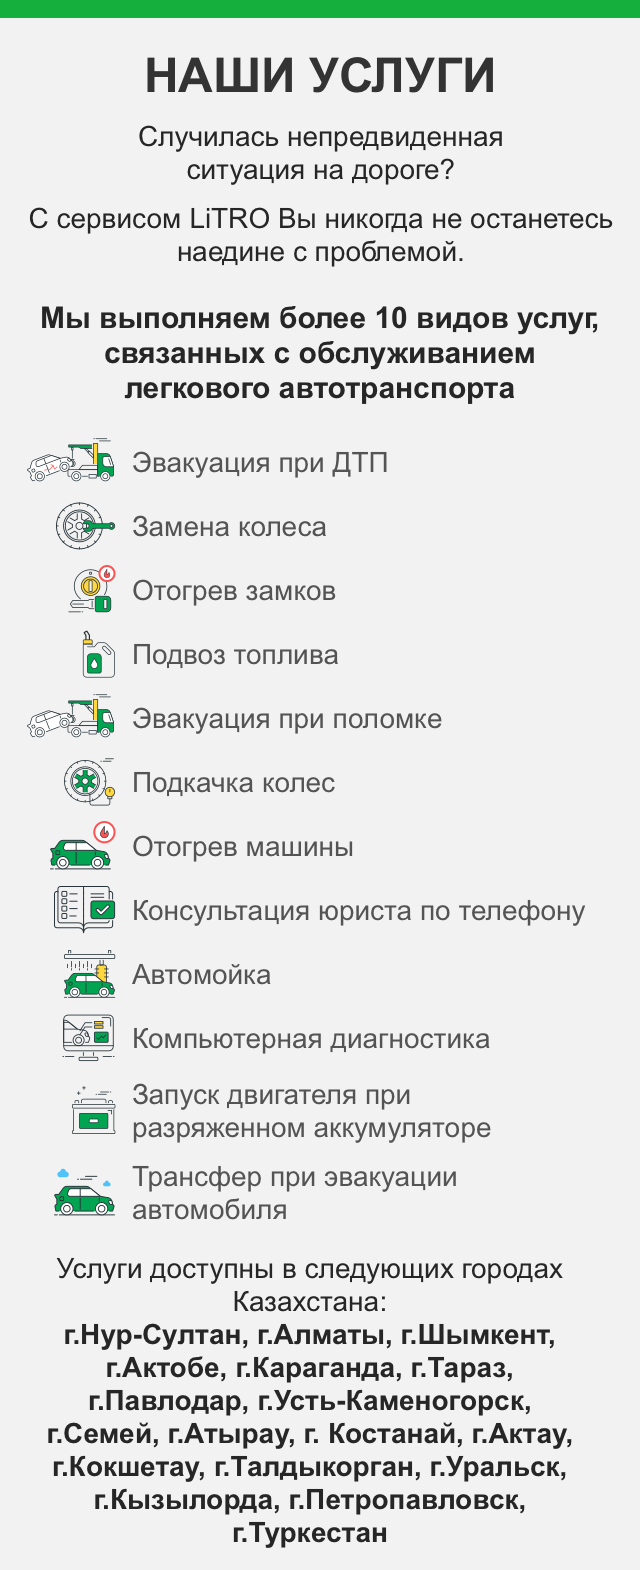 НАШИ УСЛУГИ
Случилась непредвиденная
ситуация на дороге?
С сервисом LiTRO Вы никогда не останетесь
наедине с проблемой.
Мы выполняем более 10 видов услуг,
связанных с обслуживанием
легкового автотранспорта
Эвакуация при ДТП
Замена колеса
Отогрев замков
Подвоз топлива
Эвакуация при поломке
Подкачка колес
Отогрев машины
Консультация юриста по телефону
Автомойка
Компьютерная диагностика
Запуск двигателя при
разряженном аккумуляторе
Трансфер при эвакуации
автомобиля
Услуги доступны в следующих городах
Казахстана:
г.Нур-Султан, г.Алматы, г.Шымкент,
г.Актобе, г.Караганда, г.Тараз,
г.Павлодар, г.Усть-Каменогорск,
г.Семей, г.Атырау, г. Костанай, г.Актау,
г.Кокшетау, г.Талдыкорган, г.Уральск,
г.Кызылорда, г.Петропавловск,
г.Туркестан